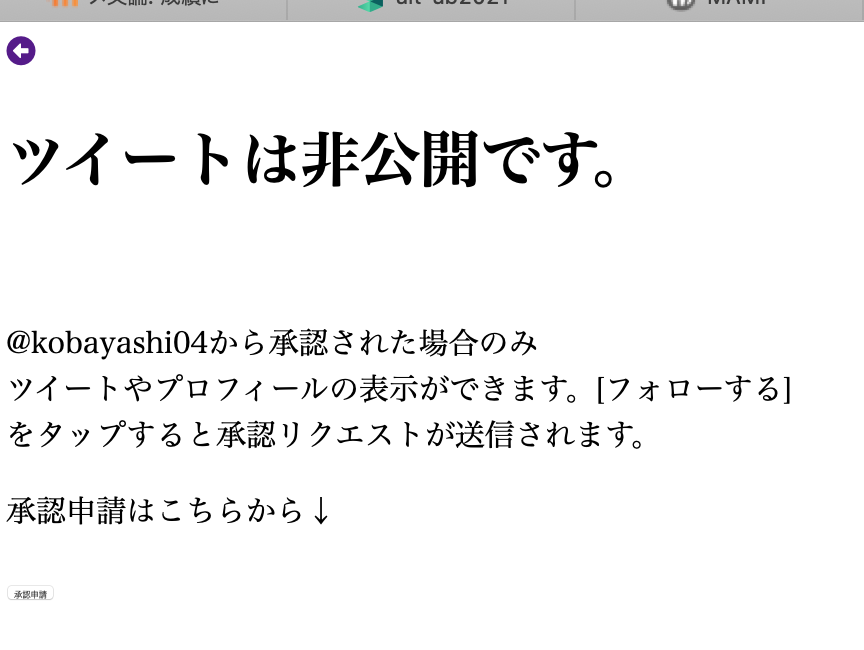 ツイートは非公開です。
@kobayashi04から承認された場合のみ
ツイートやプロフィールの表示ができます。[フォローする]
をタップすると承認リクエストが送信されます。
承認申請はこちらから↓
承認申請